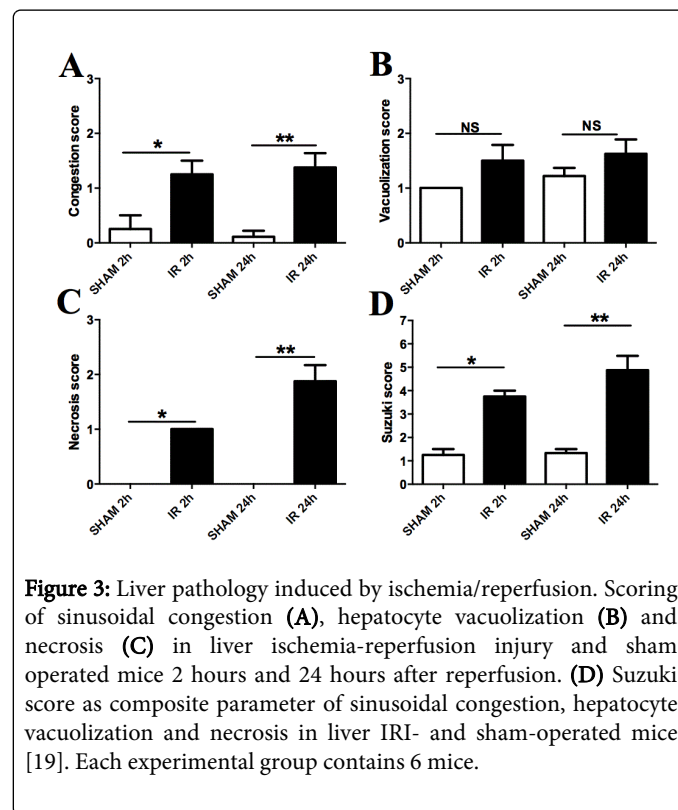 A
Congestion score
3
2
1
0
*
**
SHAM 2h
IR 2h
SHAM 24h
IR 24h
B
Vacuolization score
3
2
1
0
NS
NS
SHAM 2h
IR 2h
SHAM 24h
IR 24h
C
Necrosis score
3
2
1
0
*
**
SHAM 2h
IR 2h
SHAM 24h
IR 24h
D
Suzuki score
7
6
5
4
3
2
1
0
*
**
SHAM 2h
IR 2h
SHAM 24h
IR 24h
Figure 3: Liver pathology induced by ischemia/reperfusion. Scoring
of sinusoidal congestion (A), hepatocyte vacuolization (B) and
necrosis (C) in liver ischemia-reperfusion injury and sham
operated mice 2 hours and 24 hours after reperfusion. (D) Suzuki
score as composite parameter of sinusoidal congestion, hepatocyte
vacuolization and necrosis in liver IRI- and sham-operated mice
[19]. Each experimental group contains 6 mice.